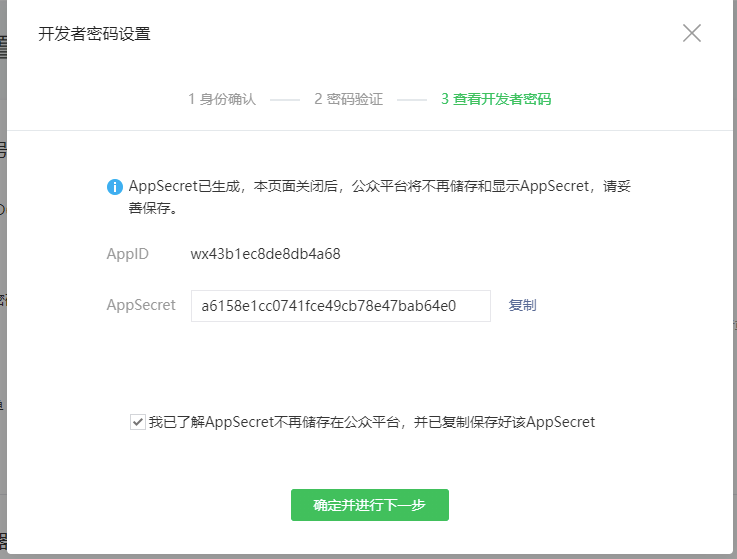 开发者密码设置
1 身份确认
2 密码验证
3 查看开发者密码
AppSecret已生成，本页面关闭后，公众平台将不再储存和显示AppSecret，请妥
善保存。
AppID wx43b1ec8de8db4a68
AppSecret a6158e1cc0741fce49cb78e47bab64e0 复制
我已了解AppSecret不再储存在公众平台，并已复制保存好该AppSecret
确定并进行下一步